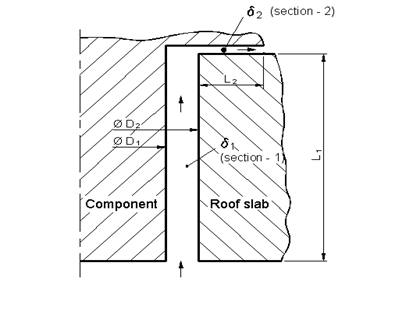 δ₂ (section - 2)
L₂
Ø D₂
Ø D₁
δ₁
(section - 1)
L₁
Component
Roof slab